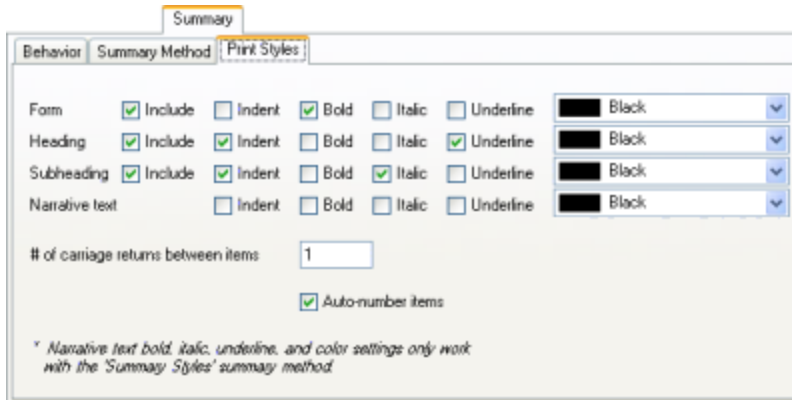 Summary
Behavior Summary Method Print Styles
Form Include Indent Bold Italic Underline Black
Heading Include Indent Bold Italic Underline Black
Subheading Include Indent Bold Italic Underline Black
Narrative text Indent Bold Italic Underline Black
# of carriage returns between items 1
Auto-number items
* Narrative text bold, italic, underline, and color settings only work
with the 'Summary Styles' summary method.